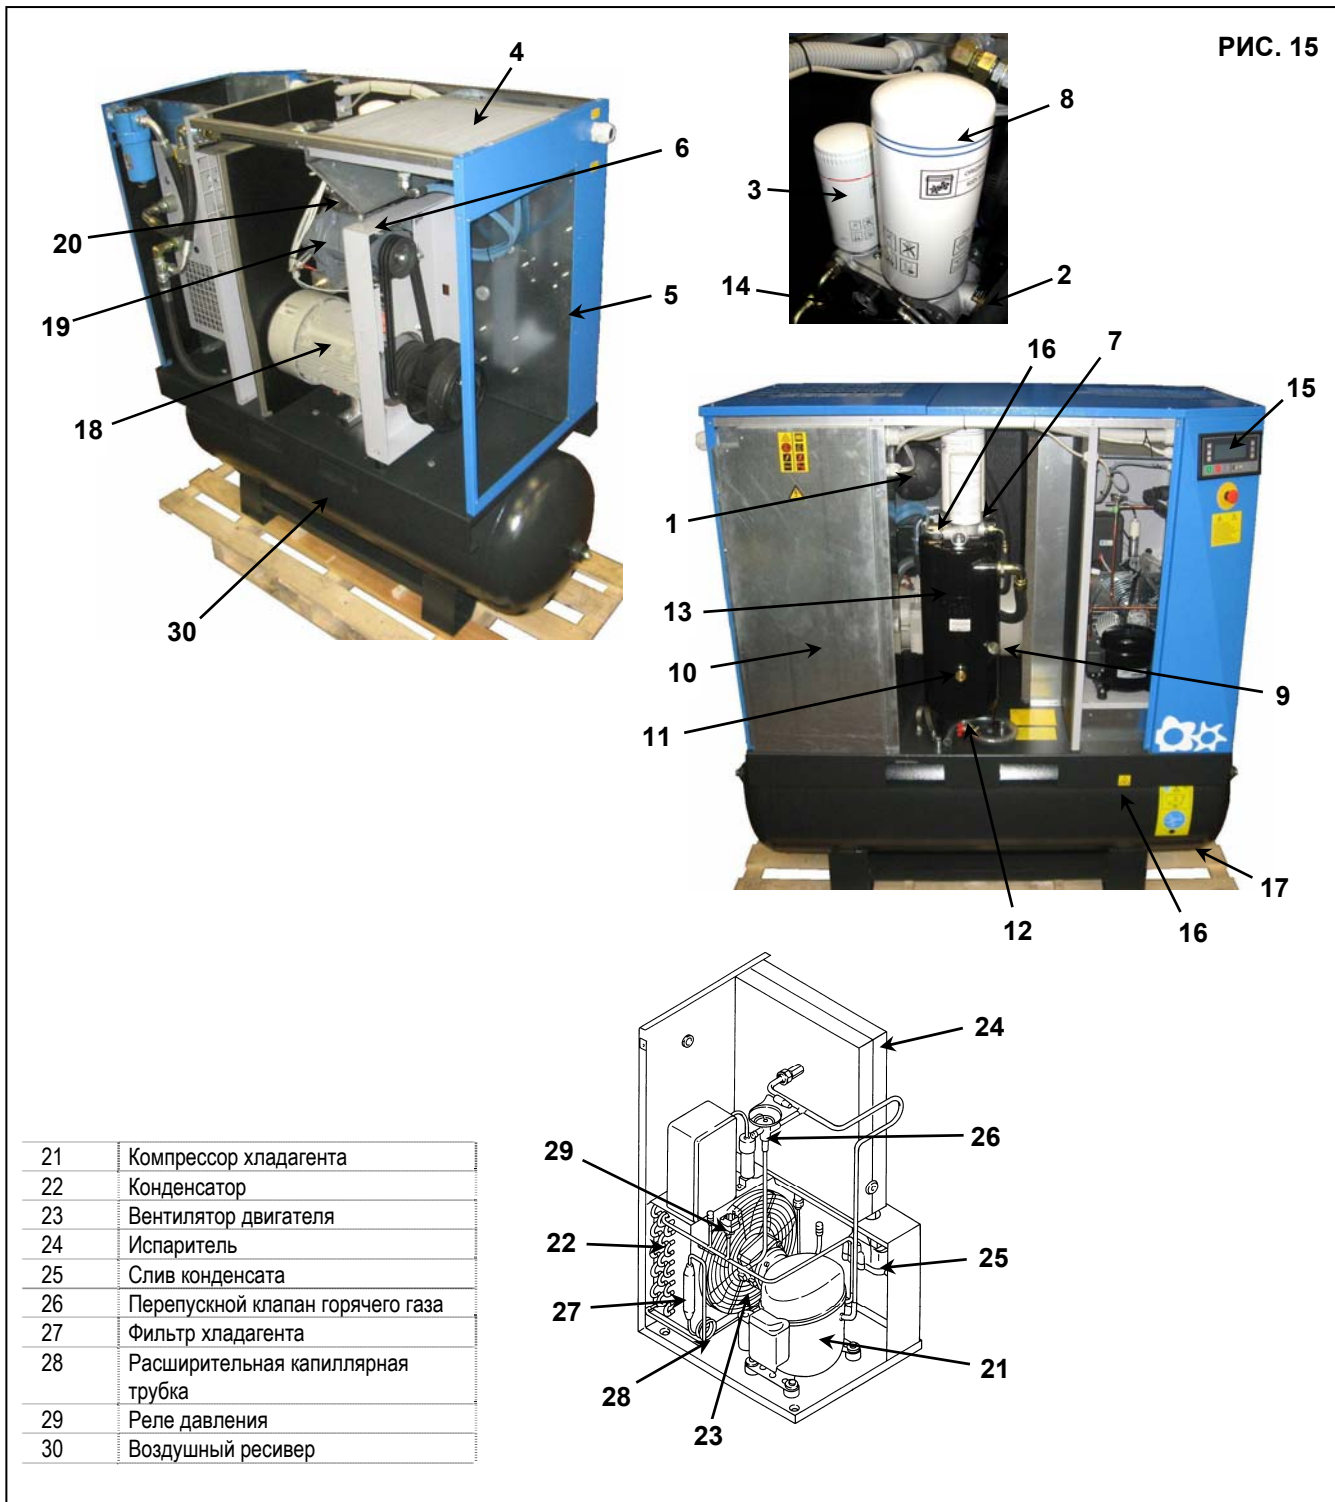 РИС. 15
4
8
6
3
20
2
14
5
19
16
7
15
18
1
13
30
10
9
11
17
12
16
24
26
29
22
25
27
21
28
23
21 Компрессор хладагента
22 Конденсатор
23 Вентилятор двигателя
24 Испаритель
25 Слив конденсата
26 Перепускной клапан горячего газа
27 Фильтр хладагента
28 Расширительная капиллярная
трубка
29 Реле давления
30 Воздушный ресивер